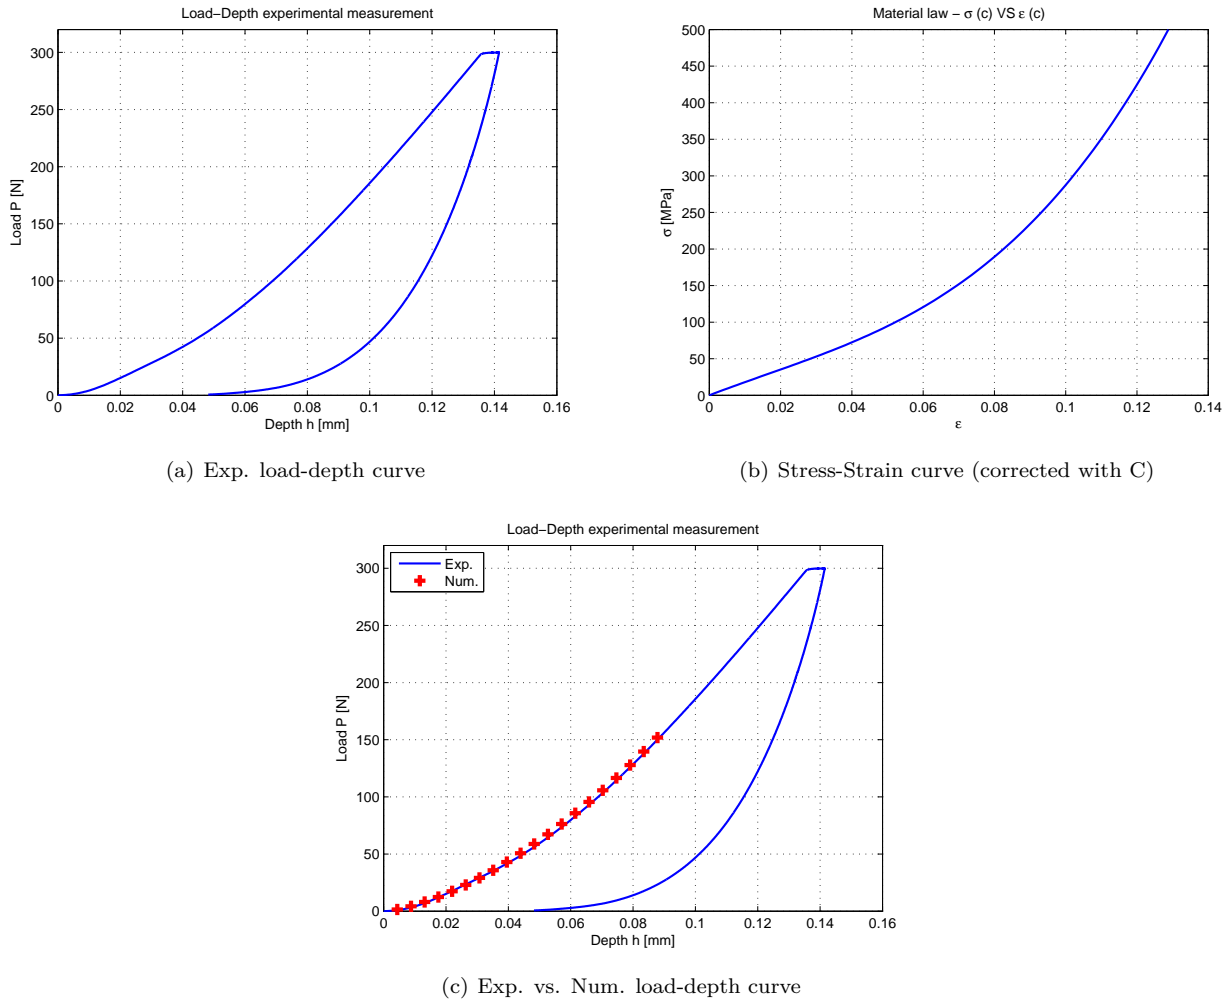 Load−Depth experimental measurement
300
250
200
150
100
50
0
Load P [N]
0 0.02 0.04 0.06 0.08 0.1 0.12 0.14 0.16
Depth h [mm]
(a) Exp. load-depth curve
Material law − σ (c) VS ε (c)
500
450
400
350
300
250
200
150
100
50
0
σ [MPa]
0 0.02 0.04 0.06 0.08 0.1 0.12 0.14
ε
(b) Stress-Strain curve (corrected with C)
Load−Depth experimental measurement
Exp.
Num.
300
250
200
150
100
50
0
Load P [N]
0 0.02 0.04 0.06 0.08 0.1 0.12 0.14 0.16
Depth h [mm]
(c) Exp. vs. Num. load-depth curve